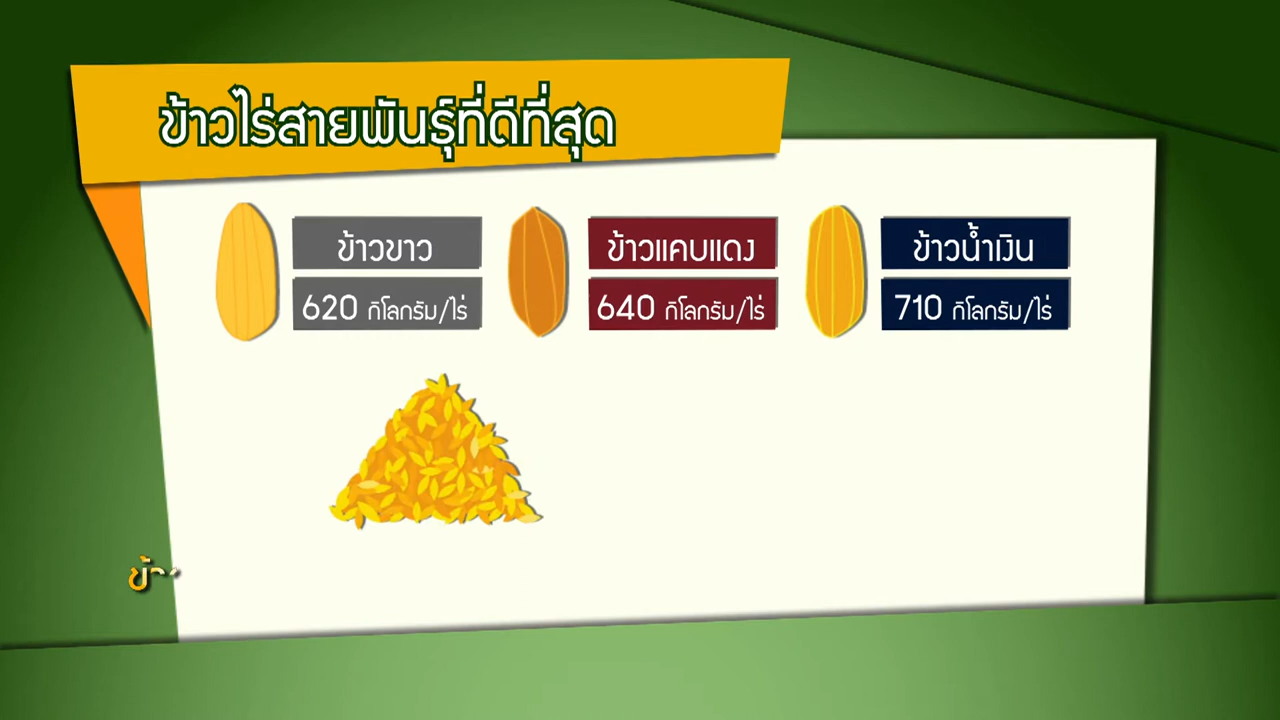 ข้าวไร่สายพันธุ์ที่ดีที่สุด
ข้าวขาว
620 กิโลกรัม/ไร่
ข้าวแคบแดง
640 กิโลกรัม/ไร่
ข้าวน้ำเงิน
710 กิโลกรัม/ไร่